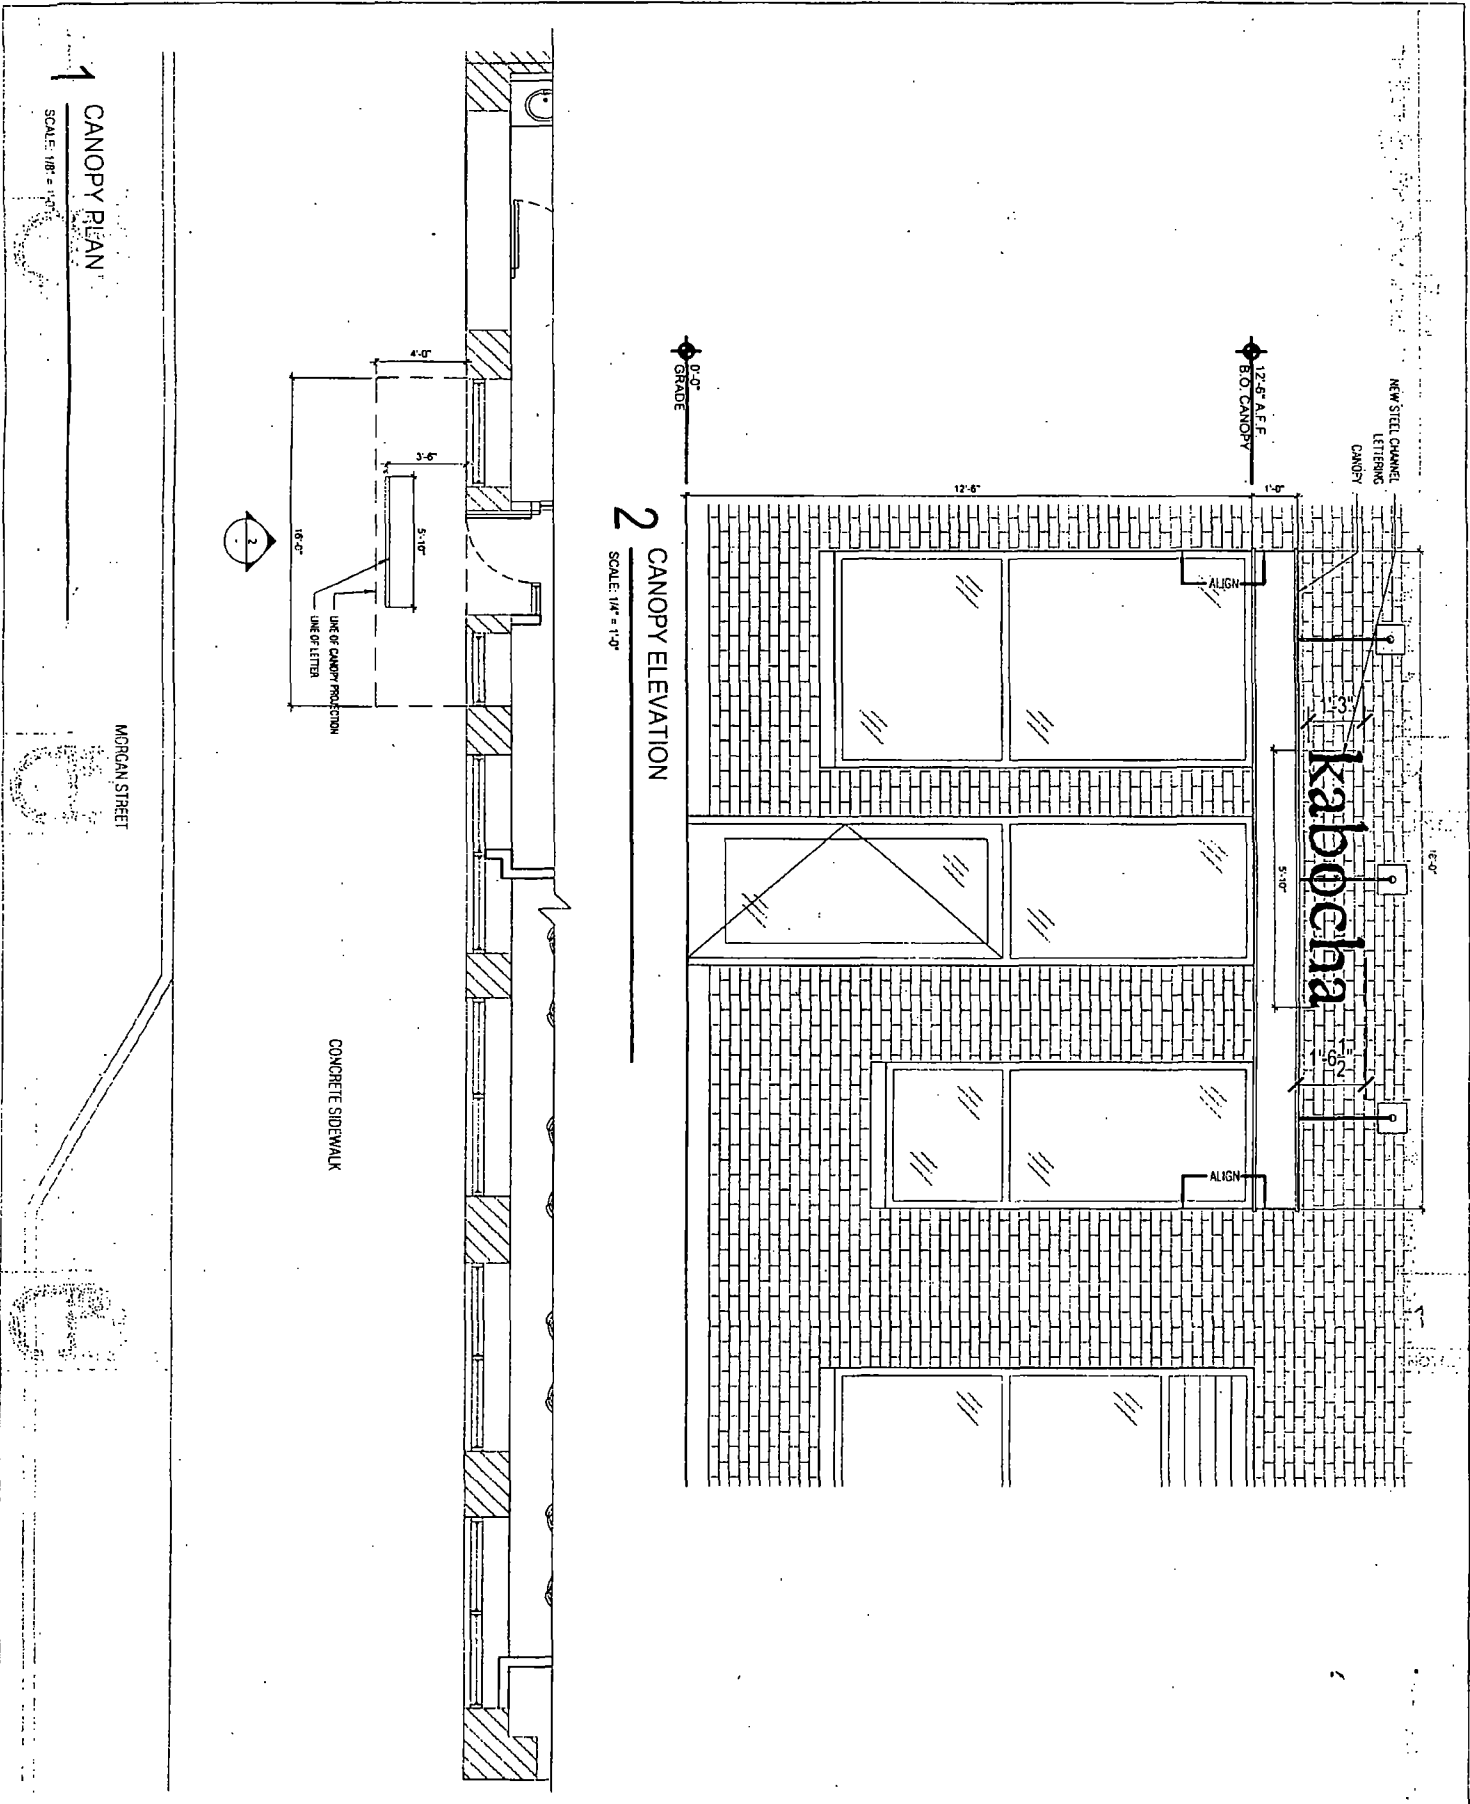 NEW STEEL CHANNEL
LETTERING
CANOPY
16'-0"
1'-3"
kabocha
1'-6 1/2"
5'-10"
1'-0"
12'-6" A.F.F.
B.O. CANOPY
ALIGN
ALIGN
12'-6"
0'-0"
GRADE
2 CANOPY ELEVATION
SCALE: 1/4" = 1'-0"
4'-0"
3'-6"
5'-10"
16'-0"
2
LINE OF CANOPY PROJECTION
LINE OF LETTER
CONCRETE SIDEWALK
MORGAN STREET
1 CANOPY PLAN
SCALE: 1/8" = 1'-0"